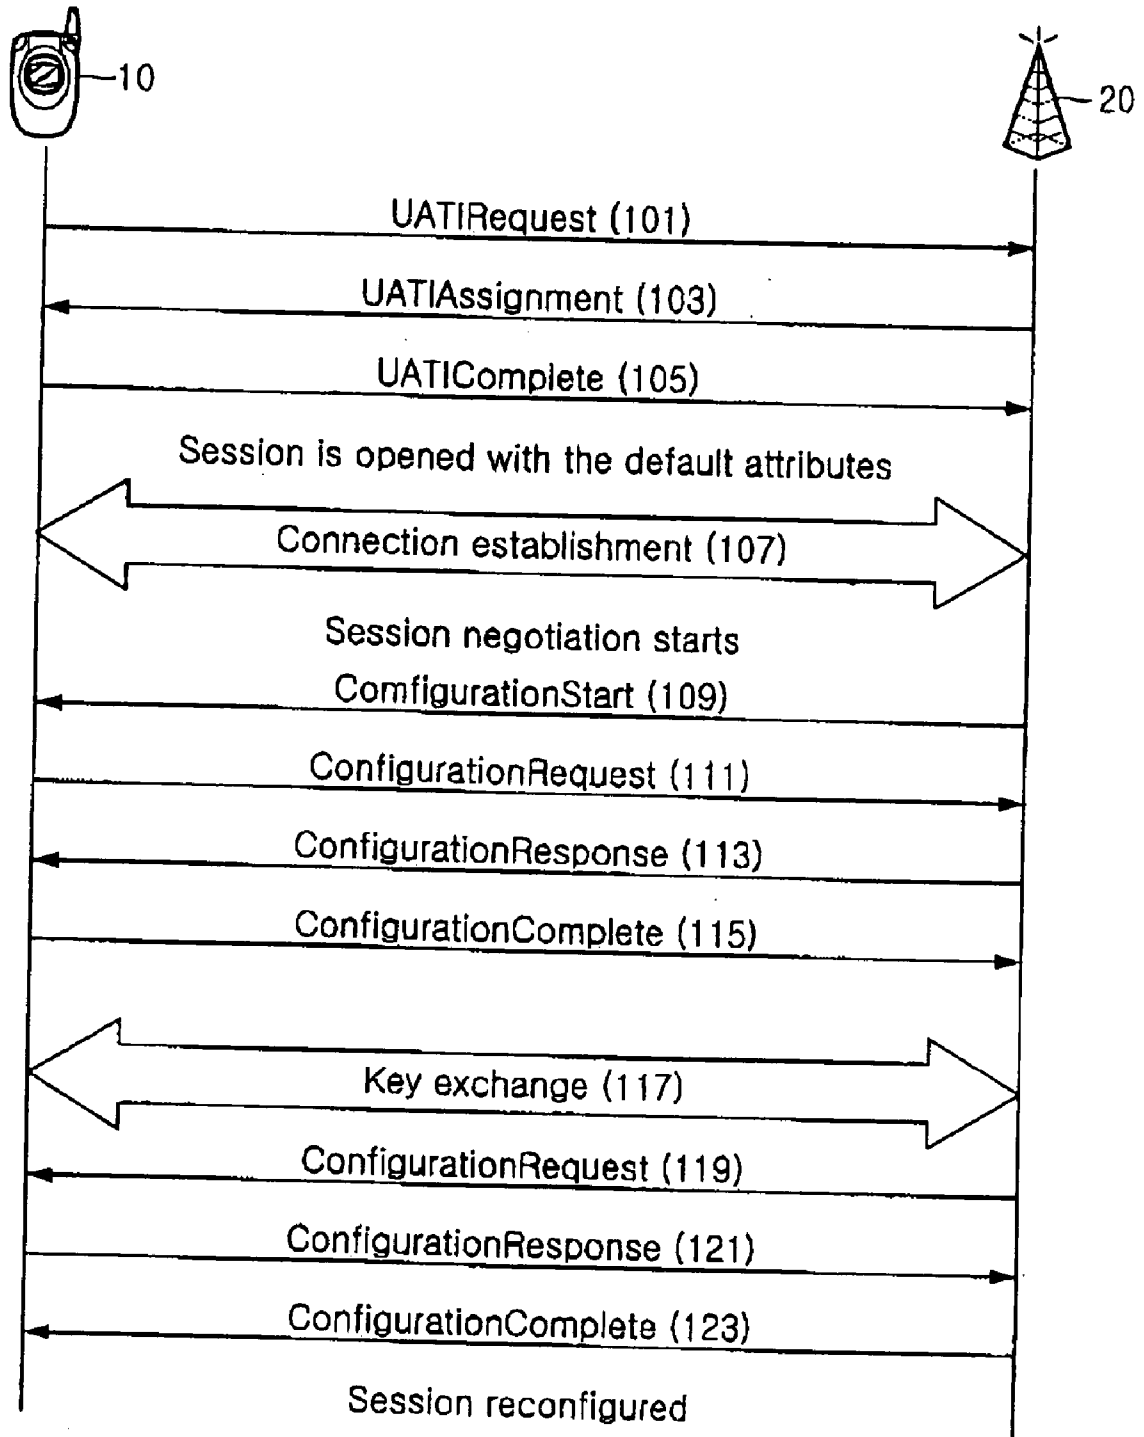 10
20
UATIRequest (101)
UATIAssignment (103)
UATIComplete (105)
Session is opened with the default attributes
Connection establishment (107)
Session negotiation starts
ComfigurationStart (109)
ConfigurationRequest (111)
ConfigurationResponse (113)
ConfigurationComplete (115)
Key exchange (117)
ConfigurationRequest (119)
ConfigurationResponse (121)
ConfigurationComplete (123)
Session reconfigured